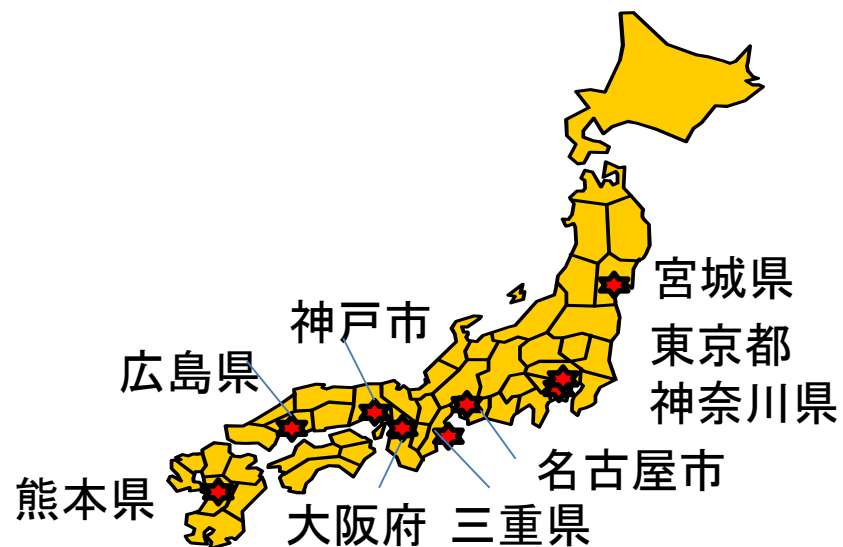 宮城県
神戸市
東京都
広島県
神奈川県
名古屋市
熊本県
大阪府
三重県